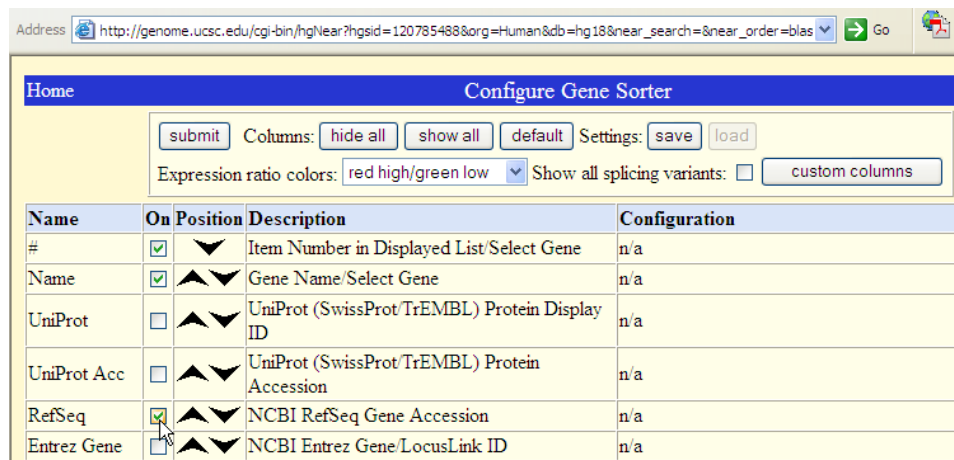 Address http://genome.ucsc.edu/cgi-bin/hgNear?hgsid=120785488&org=Human&db=hg18&near_search=&near_order=blas Go
Home Configure Gene Sorter
submit Columns: hide all show all default Settings: save load
Expression ratio colors: red high/green low Show all splicing variants: custom columns
Name On Position Description Configuration
# Item Number in Displayed List/Select Gene n/a
Name Gene Name/Select Gene n/a
UniProt UniProt (SwissProt/TrEMBL) Protein Display ID n/a
UniProt Acc UniProt (SwissProt/TrEMBL) Protein Accession n/a
RefSeq NCBI RefSeq Gene Accession n/a
Entrez Gene NCBI Entrez Gene/LocusLink ID n/a